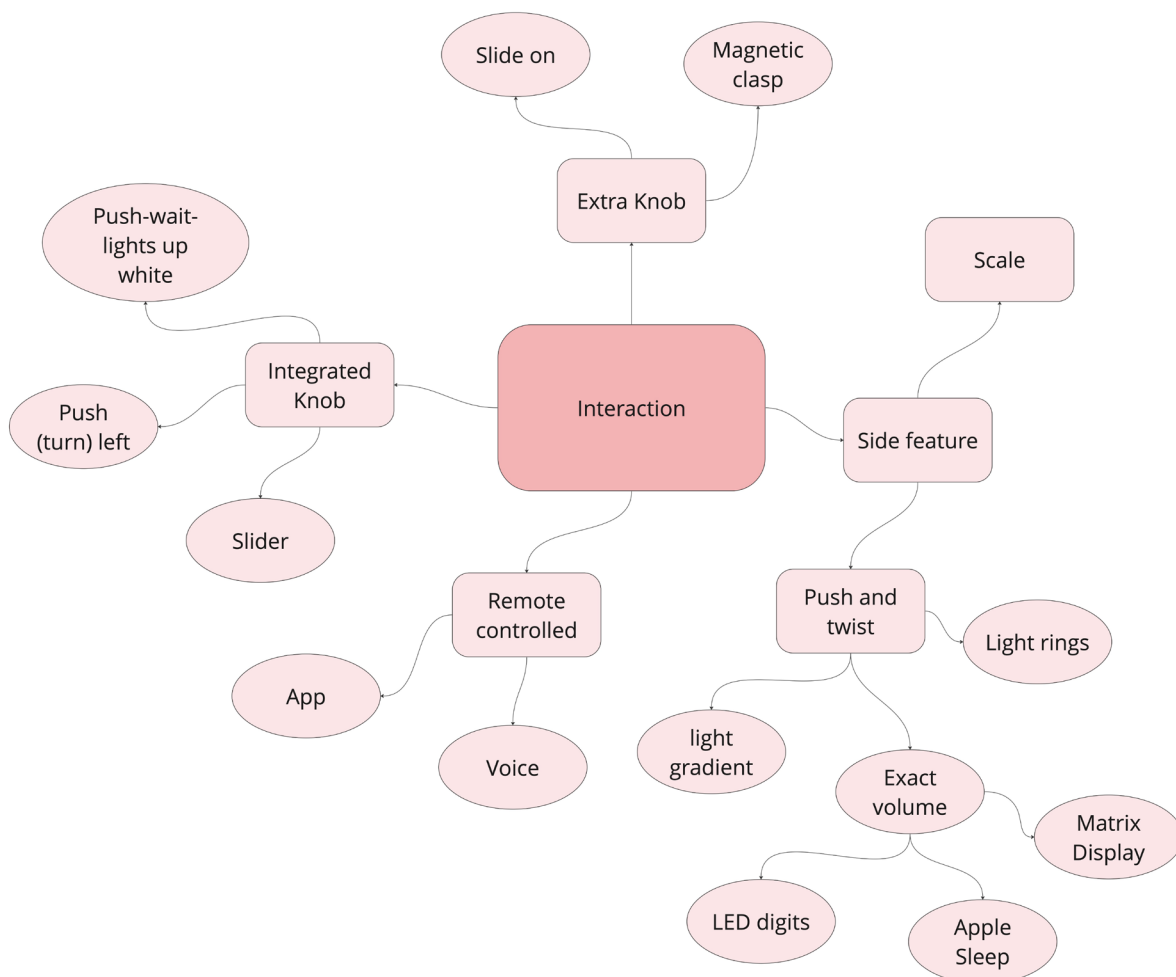 Slide on
Magnetic
clasp
Extra Knob
Push-wait-
lights up
white
Scale
Integrated
Knob
Interaction
Push
(turn) left
Side feature
Slider
Remote
controlled
Push and
twist
Light rings
App
Voice
light
gradient
Exact
volume
Matrix
Display
LED digits
Apple
Sleep